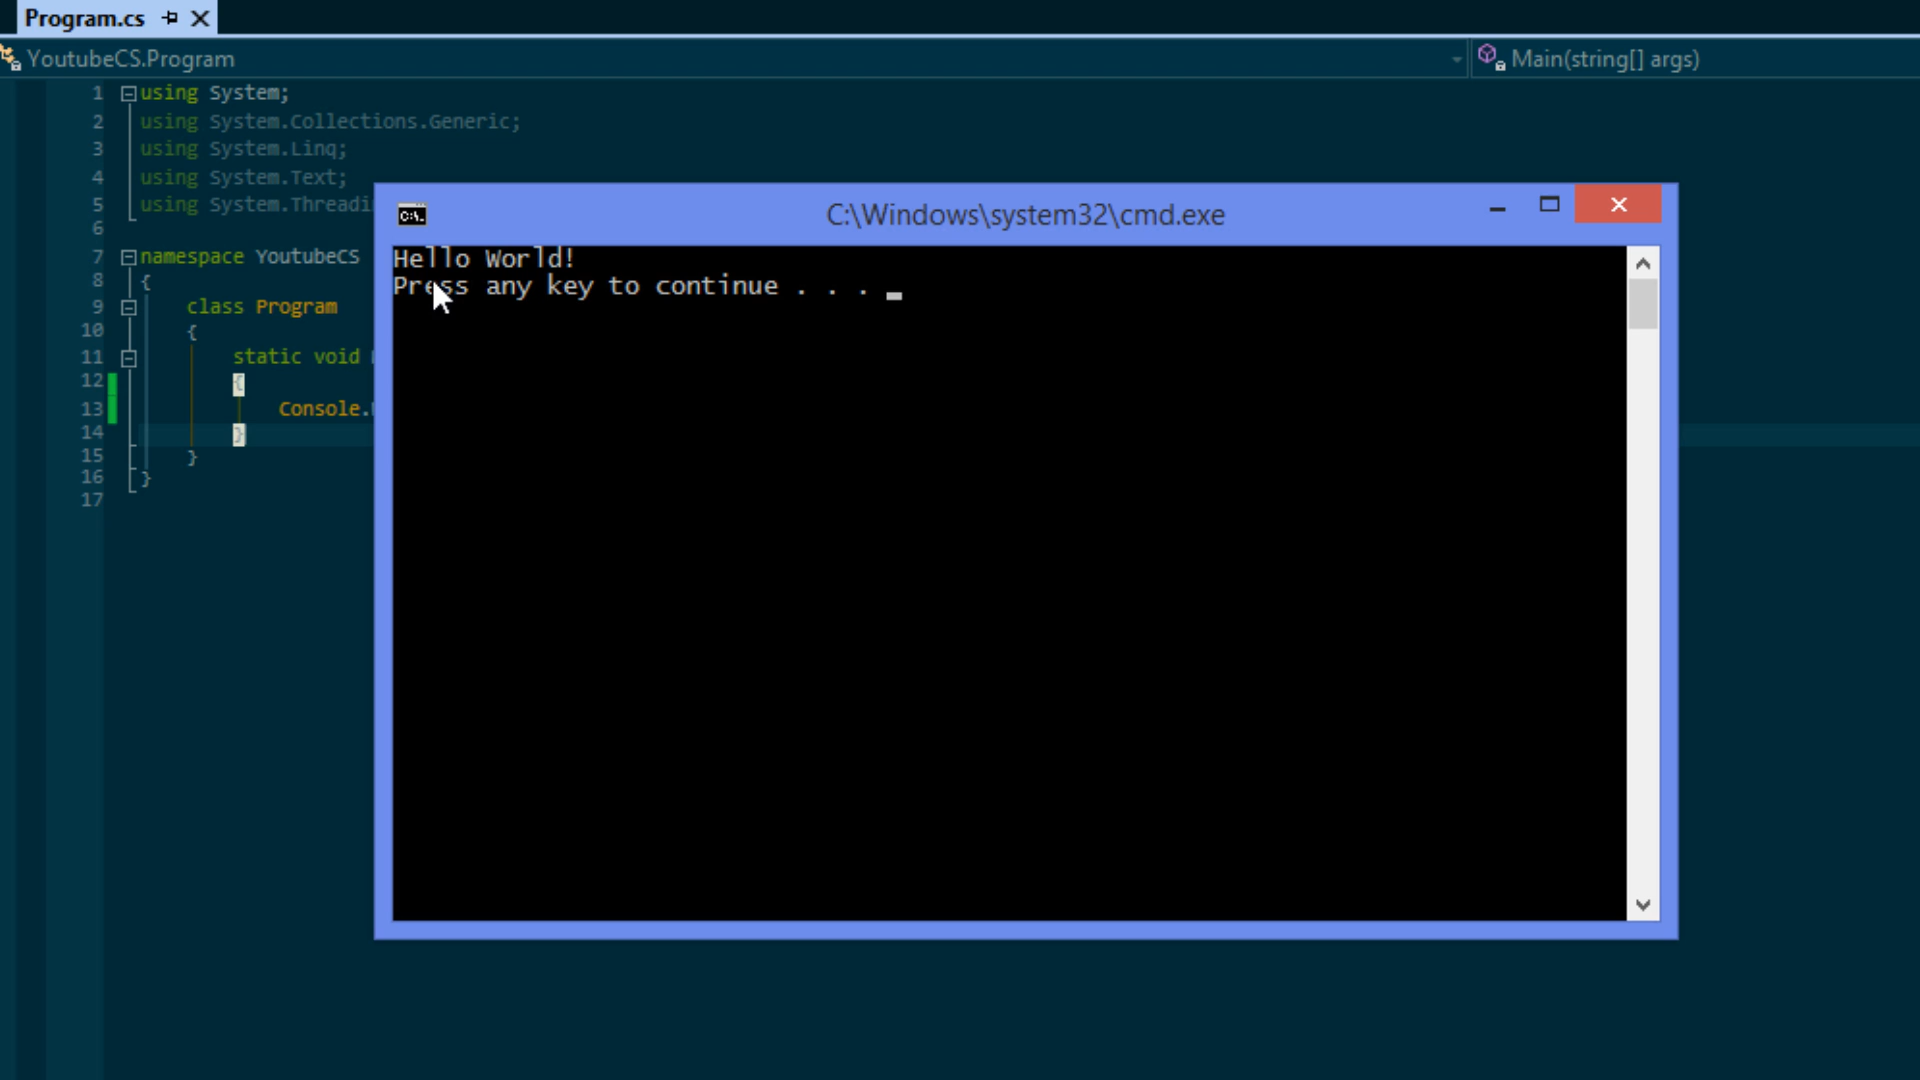 Program.cs
YoutubeCS.Program
Main(string[] args)
1 using System;
2 using System.Collections.Generic;
3 using System.Linq;
4 using System.Text;
5 using System.Threadi
6
7 namespace YoutubeCS
8 {
9 class Program
10 {
11 static void
12 {
13 Console.
14 }
15 }
16 }
17
C:\Windows\system32\cmd.exe
Hello World!
Press any key to continue . . .